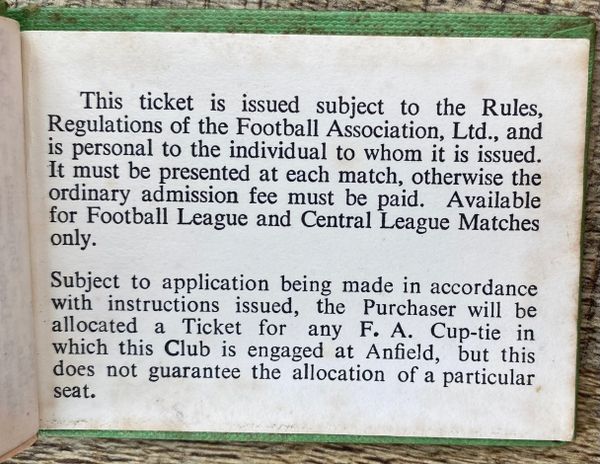 This ticket is issued subject to the Rules,
Regulations of the Football Association, Ltd., and
is personal to the individual to whom it is issued.
It must be presented at each match, otherwise the
ordinary admission fee must be paid. Available
for Football League and Central League Matches
only.
Subject to application being made in accordance
with instructions issued, the Purchaser will be
allocated a Ticket for any F. A. Cup-tie in
which this Club is engaged at Anfield, but this
does not guarantee the allocation of a particular
seat.